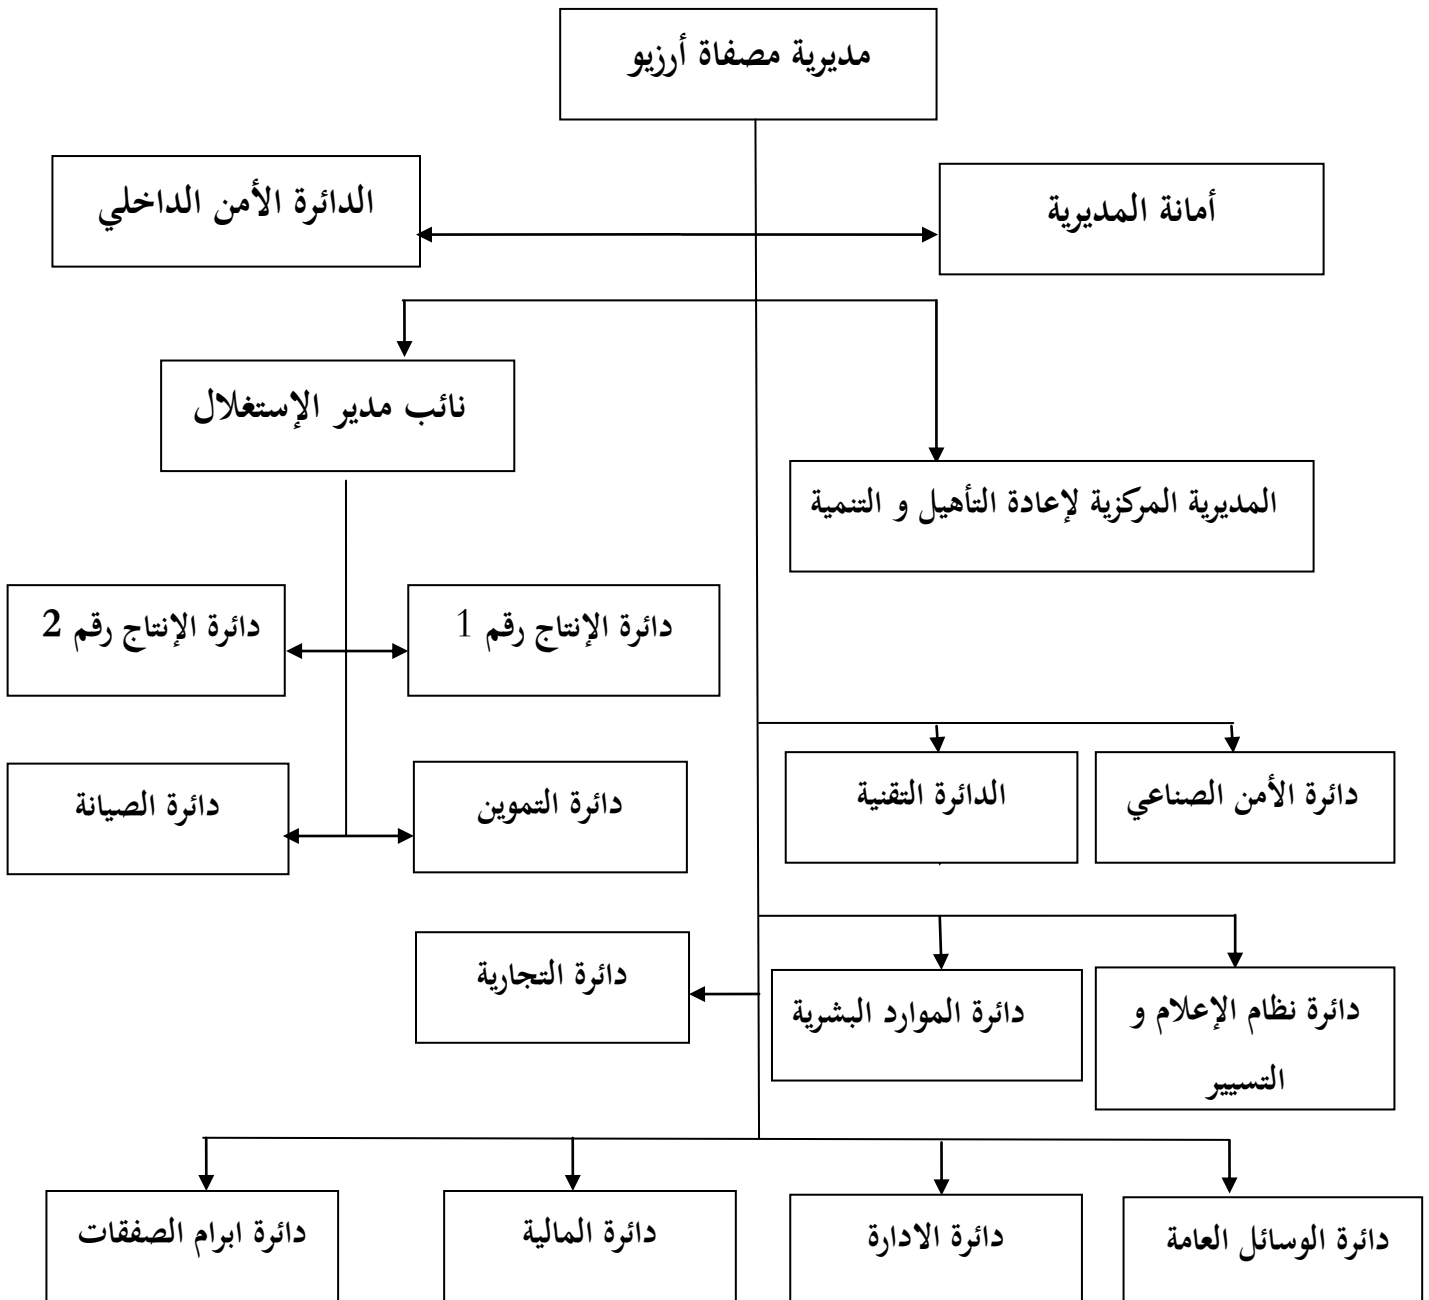 مديرية مصفاة أرزيو
أمانة المديرية
الدائرة الأمن الداخلي
نائب مدير الإستغلال
المديرية المركزية لإعادة التأهيل و التنمية
دائرة الإنتاج رقم 1
دائرة الإنتاج رقم 2
دائرة الأمن الصناعي
الدائرة التقنية
دائرة التموين
دائرة الصيانة
دائرة نظام الإعلام و
التسيير
دائرة الموارد البشرية
دائرة التجارية
دائرة الوسائل العامة
دائرة الادارة
دائرة المالية
دائرة ابرام الصفقات